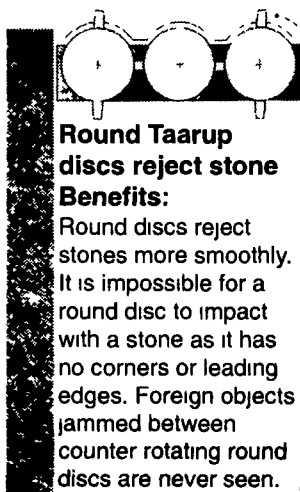 Round Taarup
discs reject stone
Benefits:
Round discs reject
stones more smoothly.
It is impossible for a
round disc to impact
with a stone as it has
no corners or leading
edges. Foreign objects
jammed between
counter rotating round
discs are never seen.